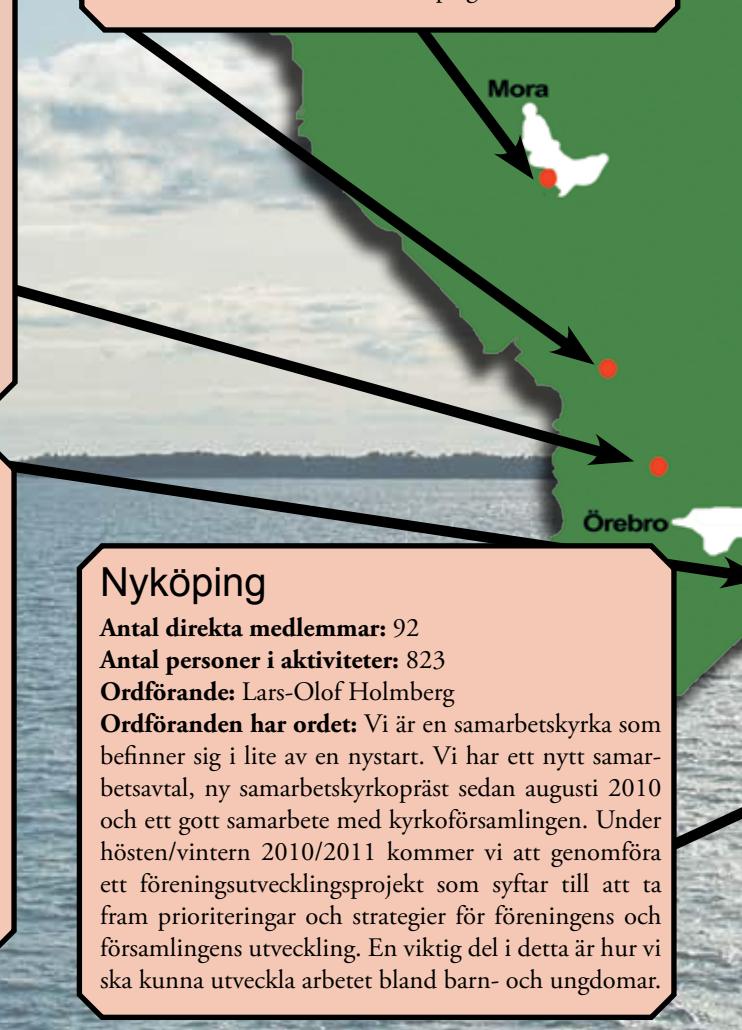 Mora
Örebro
Nyköping
Antal direkta medlemmar: 92
Antal personer i aktiviteter: 823
Ordförande: Lars-Olof Holmberg
Ordföranden har ordet: Vi är en samarbetskyrka som
befinner sig i lite av en nystart. Vi har ett nytt samar-
betsavtal, ny samarbetskyrkopräst sedan augusti 2010
och ett gott samarbete med kyrkoförsamlingen. Under
hösten/vintern 2010/2011 kommer vi att genomföra
ett föreningsutvecklingsprojekt som syftar till att ta
fram prioriteringar och strategier för föreningens och
församlingens utveckling. En viktig del i detta är hur vi
ska kunna utveckla arbetet bland barn- och ungdomar.